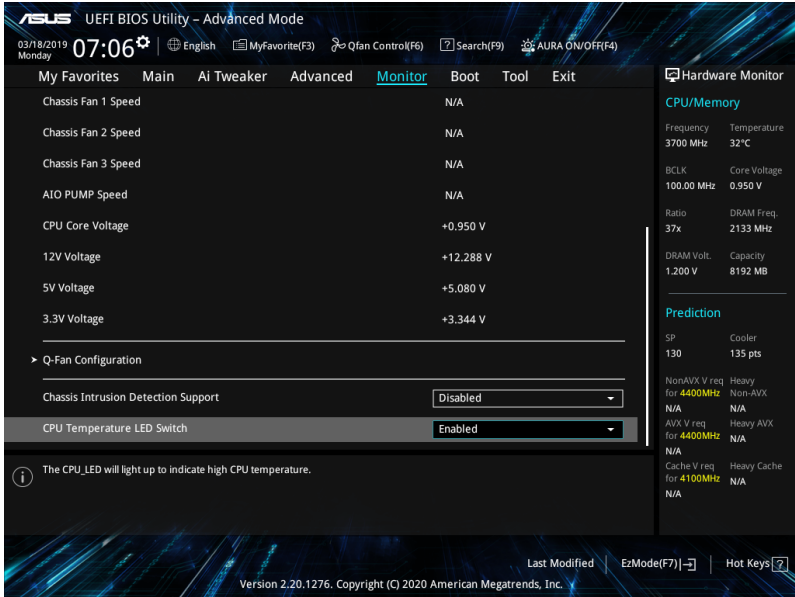 ASUS UEFI BIOS Utility – Advanced Mode
03/18/2019
Monday
07:06
English
MyFavorite(F3)
Qfan Control(F6)
? Search(F9)
AURA ON/OFF(F4)
My Favorites Main Ai Tweaker Advanced Monitor Boot Tool Exit
Chassis Fan 1 Speed N/A
Chassis Fan 2 Speed N/A
Chassis Fan 3 Speed N/A
AIO PUMP Speed N/A
CPU Core Voltage +0.950 V
12V Voltage +12.288 V
5V Voltage +5.080 V
3.3V Voltage +3.344 V
> Q-Fan Configuration
Chassis Intrusion Detection Support Disabled
CPU Temperature LED Switch Enabled
i The CPU_LED will light up to indicate high CPU temperature.
Hardware Monitor
CPU/Memory
Frequency Temperature
3700 MHz 32°C
BCLK Core Voltage
100.00 MHz 0.950 V
Ratio DRAM Freq.
37x 2133 MHz
DRAM Volt. Capacity
1.200 V 8192 MB
Prediction
SP Cooler
130 135 pts
NonAVX V req Heavy
for 4400MHz Non-AVX
N/A N/A
AVX V req Heavy AVX
for 4400MHz N/A
N/A
Cache V req Heavy Cache
for 4100MHz N/A
N/A
Last Modified
EzMode(F7)
Hot Keys ?
Version 2.20.1276. Copyright (C) 2020 American Megatrends, Inc.